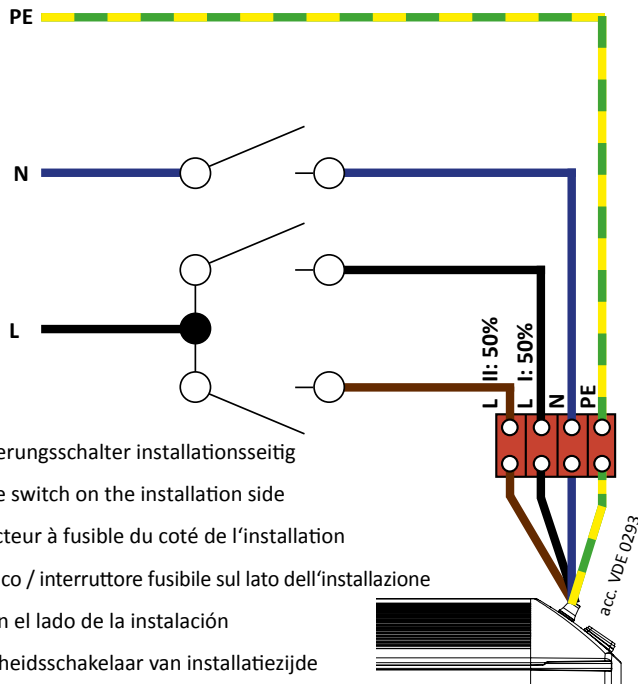 PE
N
L
L II: 50%
L I: 50%
N
PE
erungsschalter installationsseitig
e switch on the installation side
cteur à fusible du coté de l‘installation
co / interruttore fusibile sul lato dell‘installazione
n el lado de la instalación
heidsschakelaar van installatiezijde
acc. VDE 0293